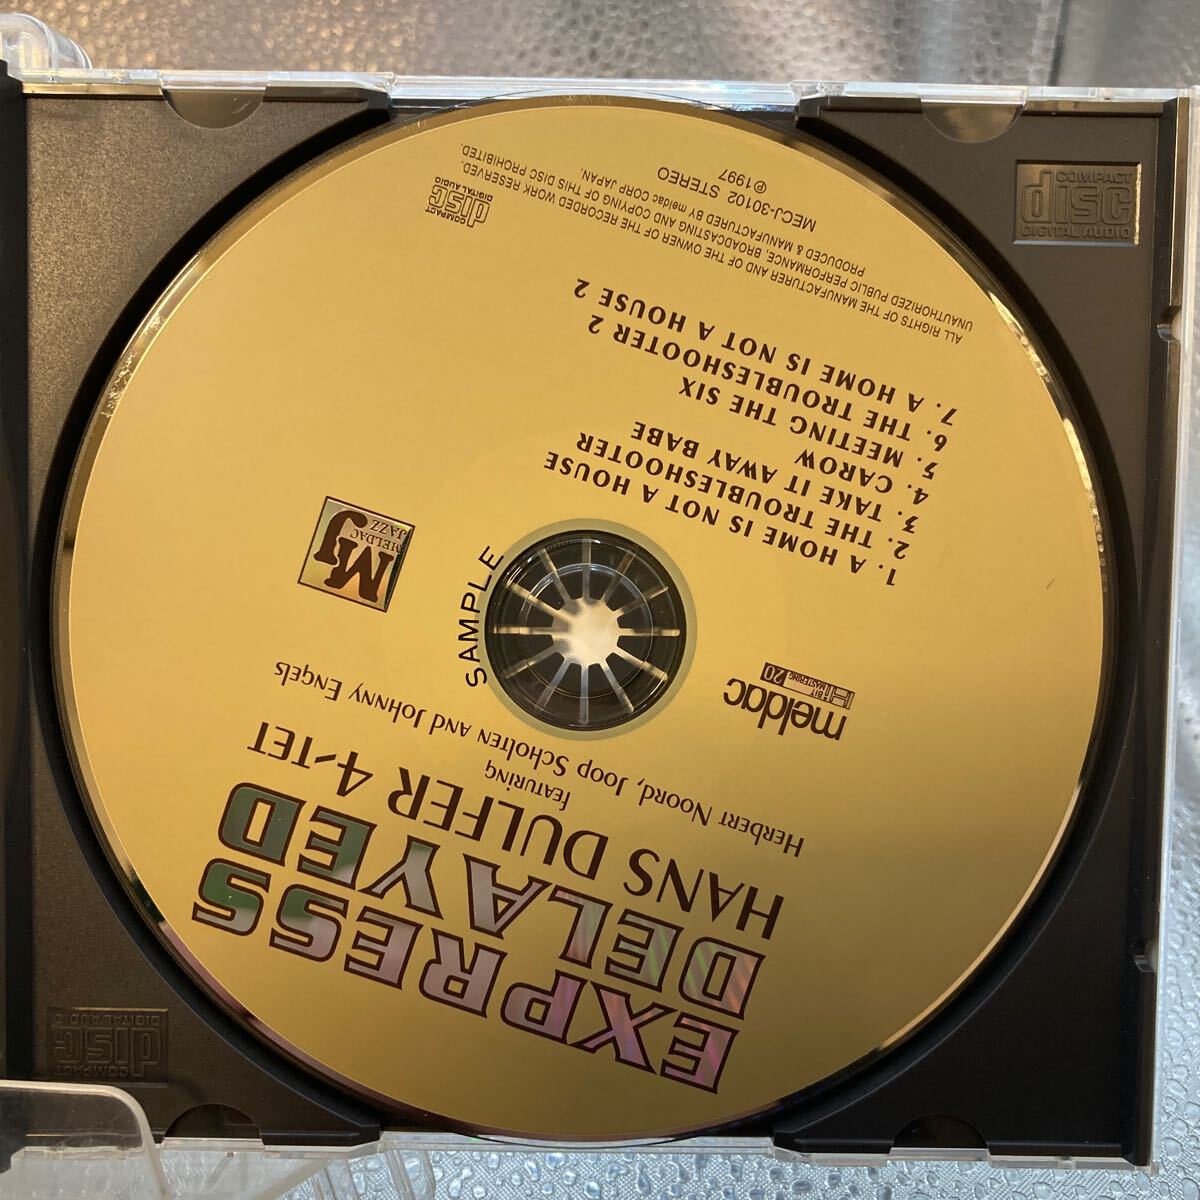 EXPRESS
DELAYED
HANS DULFER 4-TET
FEATURING
HERBERT NOORD, JOOP SCHOLTEN AND JOHNNY ENGELS
meldac
Hi BIT MASTERING 20
SAMPLE
MJ
MELDAC
JAZZ
1. A HOME IS NOT A HOUSE
2. THE TROUBLESHOOTER
3. TAKE IT AWAY BABE
4. CAROW
5. MEETING THE SIX
6. THE TROUBLESHOOTER 2
7. A HOME IS NOT A HOUSE 2
ALL RIGHTS OF THE MANUFACTURER AND OF THE OWNER OF THE RECORDED WORK RESERVED.
UNAUTHORIZED PUBLIC PERFORMANCE, BROADCASTING AND COPYING OF THIS DISC PROHIBITED.
PRODUCED & MANUFACTURED BY meldac CORP JAPAN.
MECJ-30102 STEREO
℗1997
COMPACT
disc
DIGITAL AUDIO
COMPACT
disc
DIGITAL AUDIO
COMPACT
disc
DIGITAL AUDIO